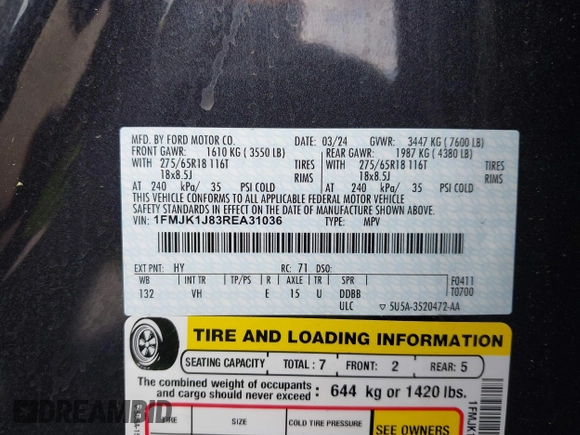 MFD. BY FORD MOTOR CO. 03/24 GVWR: 3447 KG ( 7600 LB)
FRONT GAWR: 1610 KG ( 3550 LB) REAR GAWR: 1987 KG ( 4380 LB)
WITH 275/65R18 116T TIRES WITH 275/65R18 116T TIRES
18x8.5J RIMS 18x8.5J RIMS
AT 240 kPa/ 35 PSI COLD AT 240 kPa/ 35 PSI COLD
THIS VEHICLE CONFORMS TO ALL APPLICABLE FEDERAL MOTOR VEHICLE
SAFETY STANDARDS IN EFFECT ON THE DATE OF MANUFACTURE SHOWN ABOVE.
VIN: 1FMJK1J83REA31036 TYPE: MPV
EXT PNT: HY RC: 71 DSO:
WB INT TR TP/PS R AXLE TR SPR F0411
132 VH E 15 U DDBB T0700
ULC ▽ 5U5A-3520472-AA
TIRE AND LOADING INFORMATION
SEATING CAPACITY TOTAL : 7 FRONT: 2 REAR: 5
The combined weight of occupants
and cargo should never exceed : 644 kg or 1420 lbs.
SIZE COLD TIRE PRESSURE SEE OWNERS
1FMJK
DREAMBID